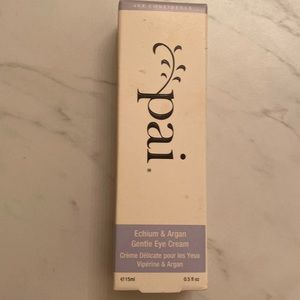 pai
Echium & Argan
Gentle Eye Cream
Crème Délicate pour les Yeux
Vipérine & Argan
℮15ml 0.5 fl oz